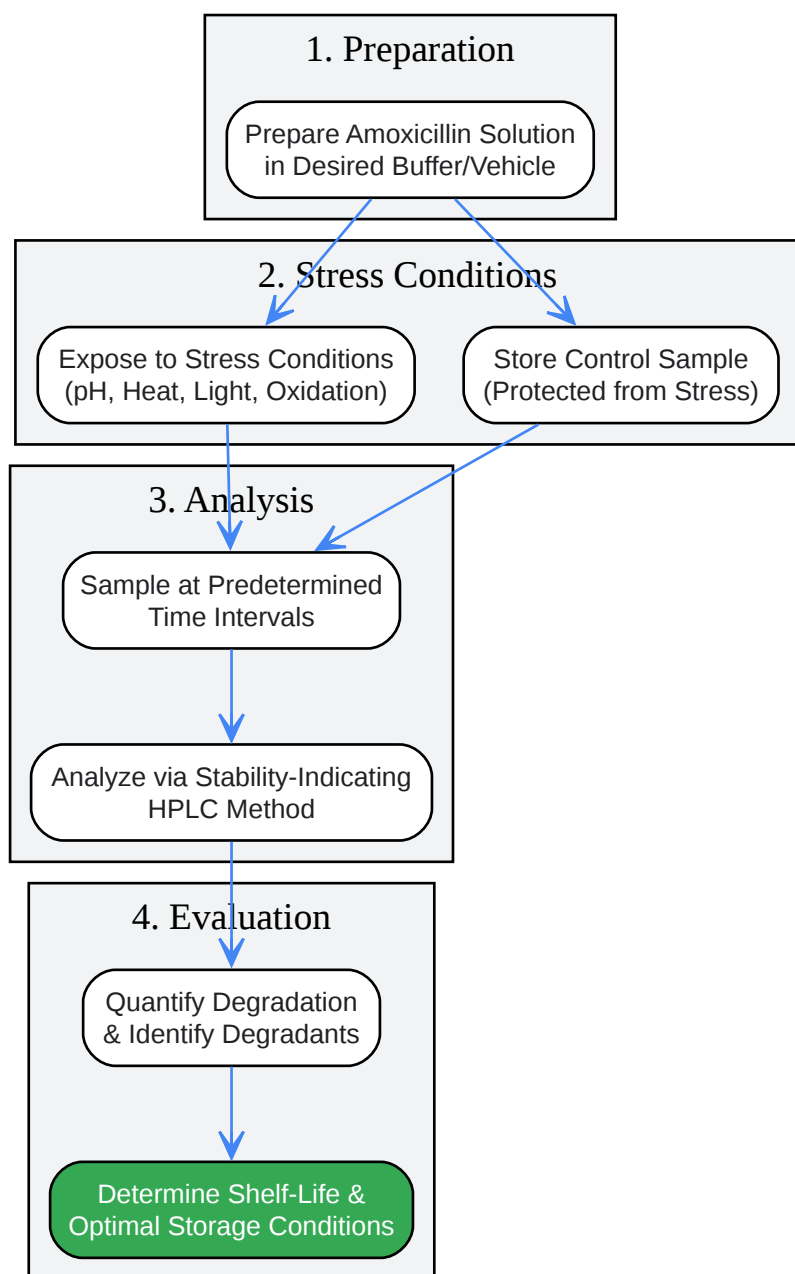 1. Preparation
Prepare Amoxicillin Solution
in Desired Buffer/Vehicle
2. Stress Conditions
Expose to Stress Conditions
(pH, Heat, Light, Oxidation)
Store Control Sample
(Protected from Stress)
3. Analysis
Sample at Predetermined
Time Intervals
Analyze via Stability-Indicating
HPLC Method
4. Evaluation
Quantify Degradation
& Identify Degradants
Determine Shelf-Life &
Optimal Storage Conditions